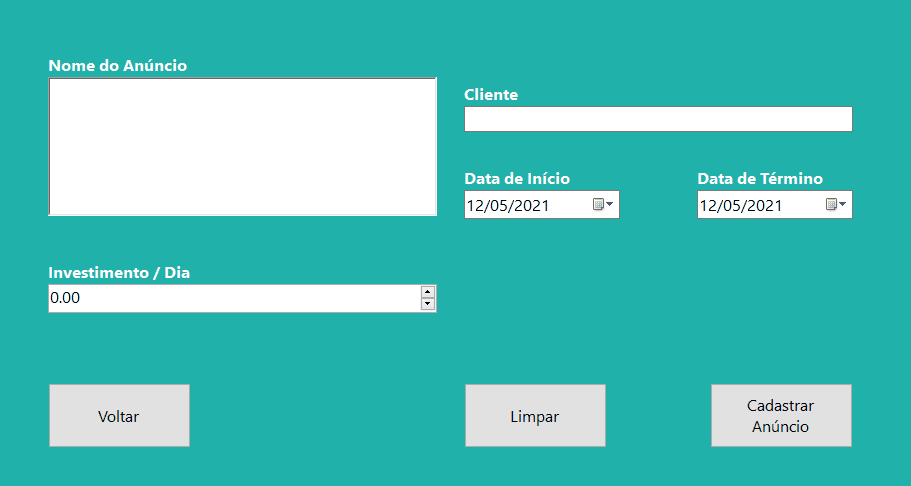 Nome do Anúncio
Cliente
Data de Início
Data de Término
12/05/2021
12/05/2021
Investimento / Dia
0.00
Voltar
Limpar
Cadastrar
Anúncio